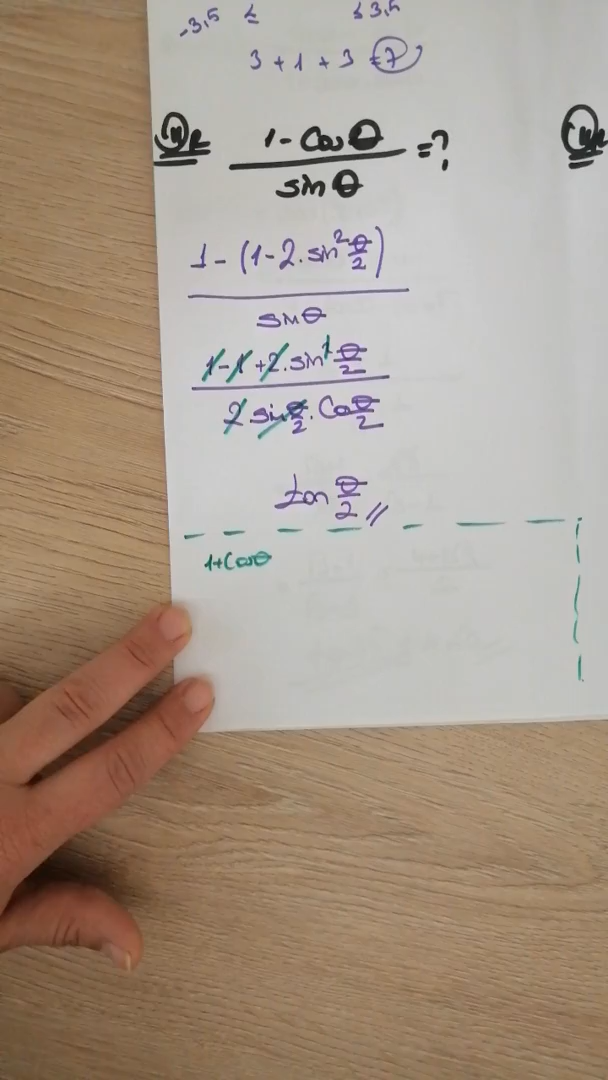 -3,5 ≤ ≤ 3,5
3 + 1 + 3 = 7
1 - Cos θ / sin θ = ?
1 - (1 - 2 . sin² θ/2) / sin θ
1 - 1 + 2 . sin² θ/2 / 2 sin θ/2 . Cos θ/2
tan θ/2 //
1+Cosθ